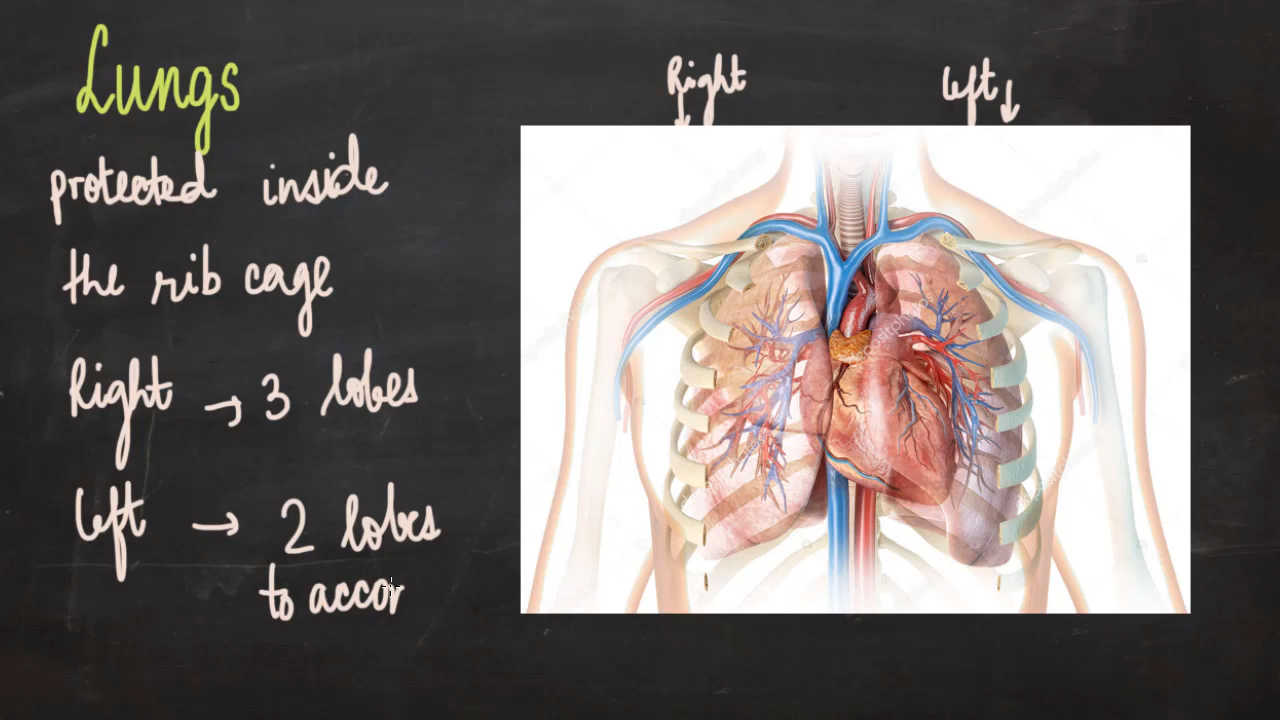 Lungs
Right
left
protected inside
the rib cage
Right → 3 lobes
left → 2 lobes
to accor